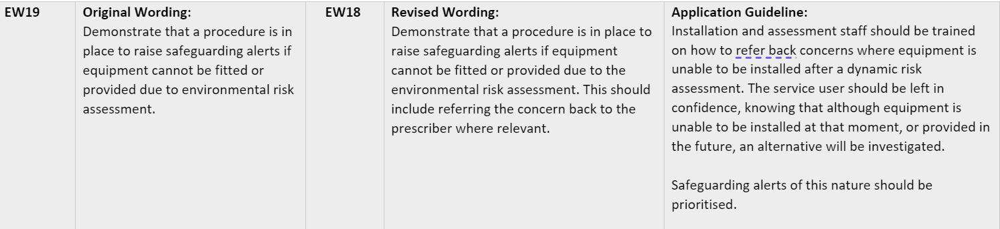 EW19
Original Wording:
Demonstrate that a procedure is in
place to raise safeguarding alerts if
equipment cannot be fitted or
provided due to environmental risk
assessment.
EW18
Revised Wording:
Demonstrate that a procedure is in place to
raise safeguarding alerts if equipment
cannot be fitted or provided due to the
environmental risk assessment. This should
include referring the concern back to the
prescriber where relevant.
Application Guideline:
Installation and assessment staff should be trained
on how to refer back concerns where equipment is
unable to be installed after a dynamic risk
assessment. The service user should be left in
confidence, knowing that although equipment is
unable to be installed at that moment, or provided in
the future, an alternative will be investigated.
Safeguarding alerts of this nature should be
prioritised.